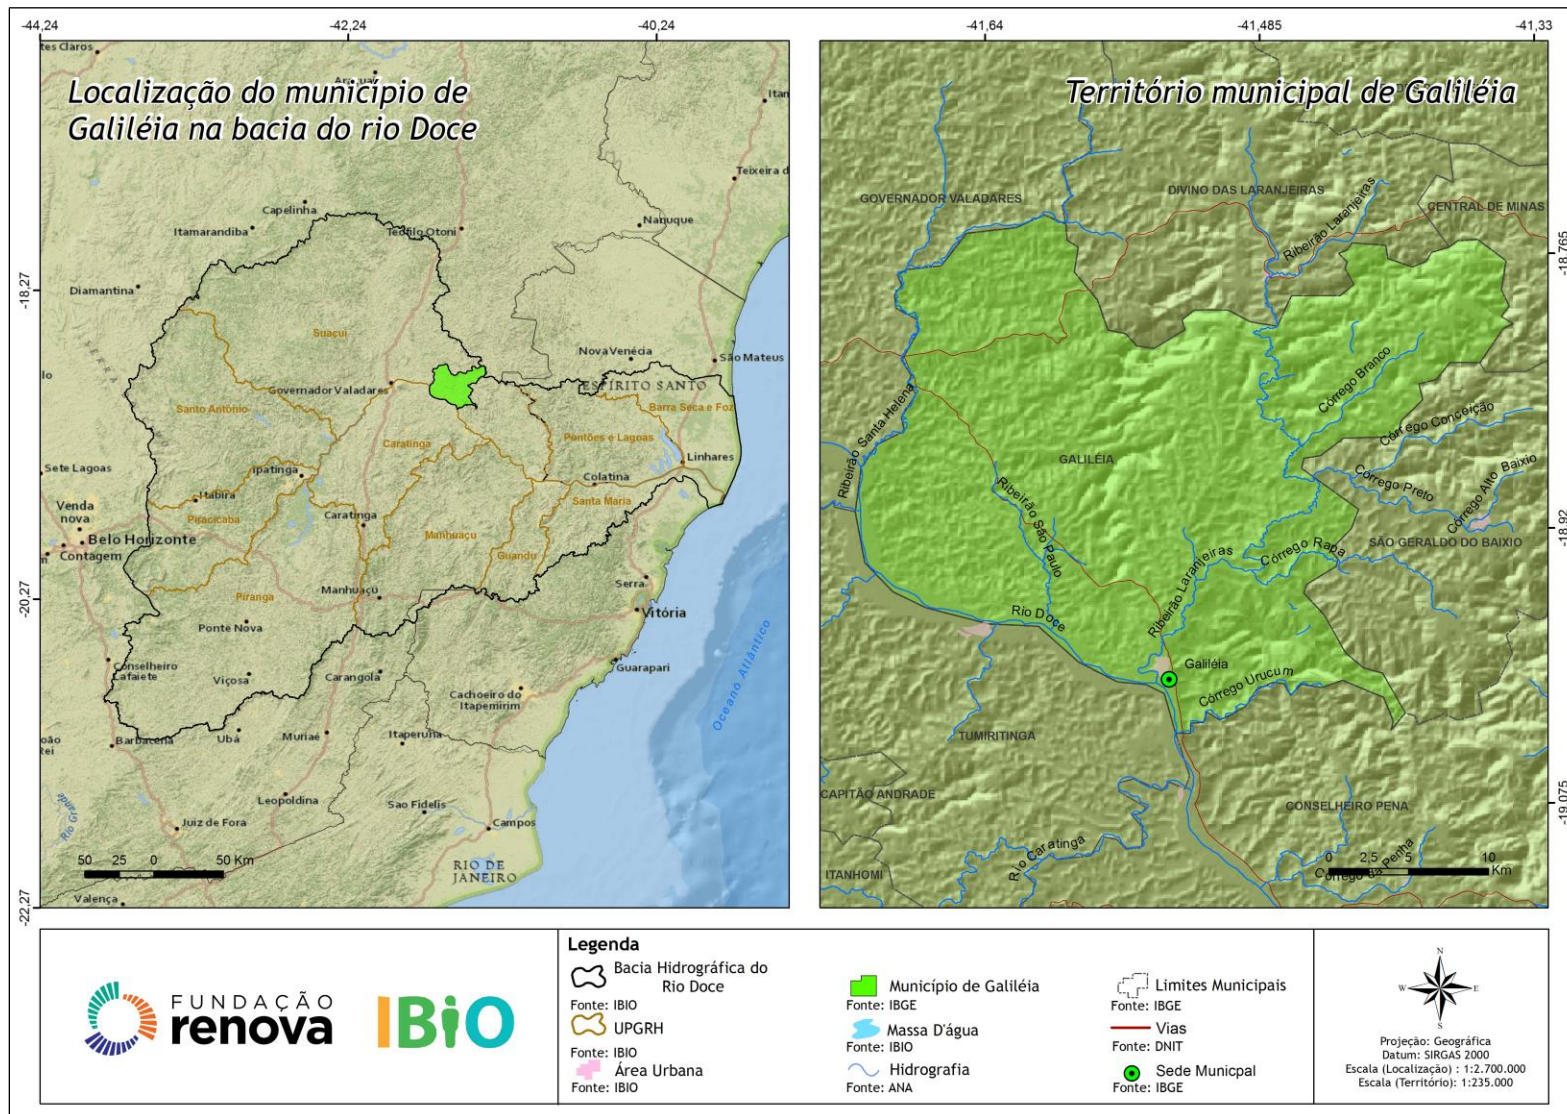 -44,24
-42,24
-40,24
-41,64
-41,485
-41,33
Localização do município de
Galiléia na bacia do rio Doce
tes Claros
Itan
Teixeira d
Capelinha
Nanuque
Itamarandiba
Teófilo Otoni
Diamantina
-18,27
SERRA
Suaçuí
Nova Venécia
São Mateus
Governador Valadares
ESPÍRITO SANTO
Santo Antônio
Barra Seca e Foz
Caratinga
Pontões e Lagoas
Sete Lagoas
Ipatinga
Linhares
Colatina
Itabira
Santa Maria
Venda
nova
Piracicaba
Caratinga
Manhuaçu
Belo Horizonte
Guandu
Contagem
Serra
Manhuaçu
Piranga
-20,27
Vitória
Ponte Nova
Conselheiro
Lafaiete
Guarapari
Viçosa
Carangola
Cachoeiro do
Itapemirim
Oceano Atlântico
Barbacena
Ubá
Muriaé
Itaperuna
Leopoldina
Sao Fidelis
Rio Grande
Juiz de Fora
Campos
50 25 0 50 Km
RIO DE
JANEIRO
Valença
-22,27
Território municipal de Galiléia
GOVERNADOR VALADARES
DIVINO DAS LARANJEIRAS
CENTRAL DE MINAS
Ribeirão Laranjeiras
-18,765
Córrego Branco
Ribeirão Santa Helena
Córrego Conceição
GALILÉIA
Córrego Preto
Córrego Alto Baixio
Ribeirão São Paulo
-18,92
SÃO GERALDO DO BAIXIO
Córrego Rapa
Ribeirão Laranjeiras
Rio Doce
Galiléia
Córrego Urucum
TUMIRITINGA
CAPITÃO ANDRADE
CONSELHEIRO PENA
-19,075
Rio Caratinga
ITANHOMI
Córrego da Penha
0 2,5 5 10
Km
FUNDAÇÃO
renova
IBiO
Legenda
Bacia Hidrográfica do
Rio Doce
Fonte: IBIO
UPGRH
Fonte: IBIO
Área Urbana
Fonte: IBIO
Município de Galiléia
Fonte: IBGE
Massa D'água
Fonte: IBIO
Hidrografia
Fonte: ANA
Limites Municipais
Fonte: IBGE
Vias
Fonte: DNIT
Sede Municpal
Fonte: IBGE
N
W E
S
Projeção: Geográfica
Datum: SIRGAS 2000
Escala (Localização) : 1:2.700.000
Escala (Território): 1:235.000